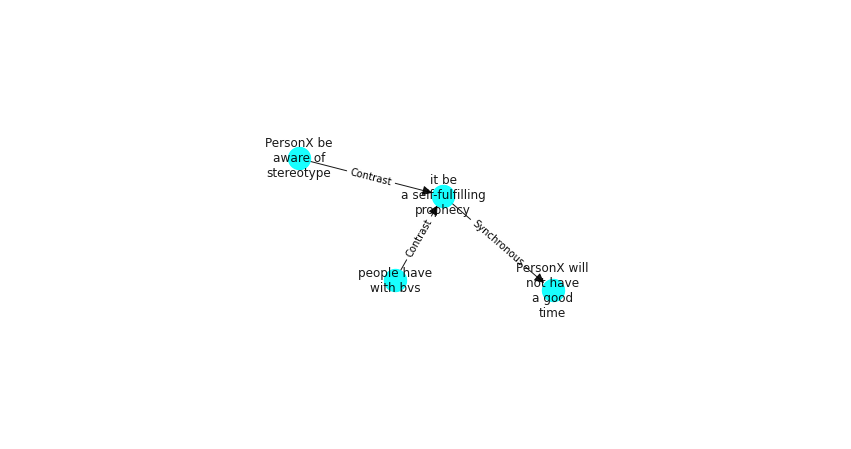 PersonX be
aware of
stereotype
Contrast
it be
a self-fulfilling
prophecy
Contrast
Synchronous
people have
with bvs
PersonX will
not have
a good
time